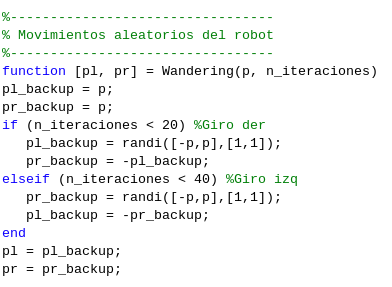 %---------------------------------
% Movimientos aleatorios del robot
%---------------------------------
function [pl, pr] = Wandering(p, n_iteraciones)
pl_backup = p;
pr_backup = p;
if (n_iteraciones < 20) %Giro der
   pl_backup = randi([-p,p],[1,1]);
   pr_backup = -pl_backup;
elseif (n_iteraciones < 40) %Giro izq
   pr_backup = randi([-p,p],[1,1]);
   pl_backup = -pr_backup;
end
pl = pl_backup;
pr = pr_backup;